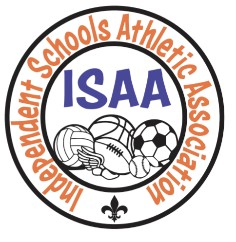 Independent Schools Athletic Association
ISAA